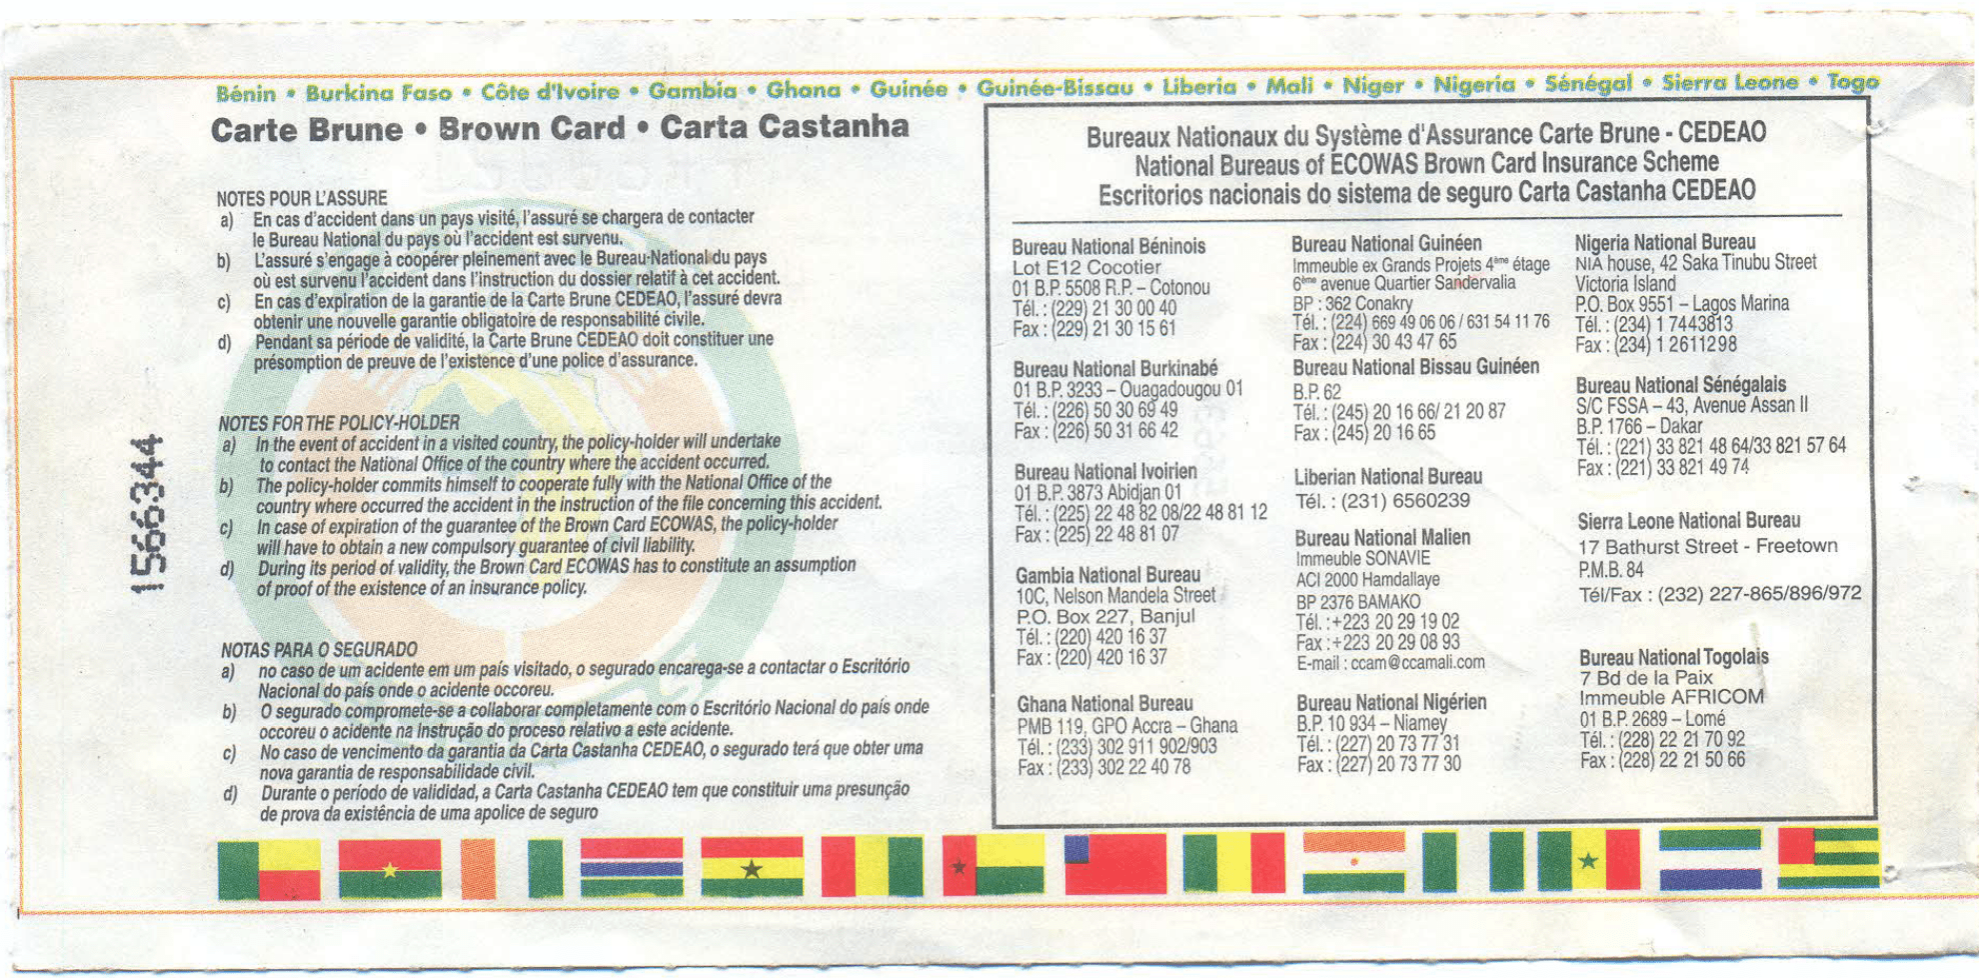 Bénin • Burkina Faso • Côte d'Ivoire • Gambia • Ghana • Guinée • Guinée-Bissau • Liberia • Mali • Niger • Nigeria • Sénégal • Sierra Leone • Togo
Carte Brune • Brown Card • Carta Castanha
NOTES POUR L'ASSURE
a) En cas d'accident dans un pays visité, l'assuré se chargera de contacter
le Bureau National du pays où l'accident est survenu.
b) L'assuré s'engage à coopérer pleinement avec le Bureau National du pays
où est survenu l'accident dans l'instruction du dossier relatif à cet accident.
c) En cas d'expiration de la garantie de la Carte Brune CEDEAO, l'assuré devra
obtenir une nouvelle garantie obligatoire de responsabilité civile.
d) Pendant sa période de validité, la Carte Brune CEDEAO doit constituer une
présomption de preuve de l'existence d'une police d'assurance.
NOTES FOR THE POLICY-HOLDER
a) In the event of accident in a visited country, the policy-holder will undertake
to contact the National Office of the country where the accident occurred.
b) The policy-holder commits himself to cooperate fully with the National Office of the
country where occurred the accident in the instruction of the file concerning this accident.
c) In case of expiration of the guarantee of the Brown Card ECOWAS, the policy-holder
will have to obtain a new compulsory guarantee of civil liability.
d) During its period of validity, the Brown Card ECOWAS has to constitute an assumption
of proof of the existence of an insurance policy.
NOTAS PARA O SEGURADO
a) no caso de um acidente em um país visitado, o segurado encarega-se a contactar o Escritório
Nacional do país onde o acidente occoreu.
b) O segurado compromete-se a collaborar completamente com o Escritório Nacional do país onde
occoreu o acidente na Instrução do processo relativo a este acidente.
c) No caso de vencimento da garantia da Carta Castanha CEDEAO, o segurado terá que obter uma
nova garantia de responsabilidade civil.
d) Durante o período de valididad, a Carta Castanha CEDEAO tem que constituir uma presunção
de prova da existência de uma apolice de seguro
1566344
Bureaux Nationaux du Système d'Assurance Carte Brune - CEDEAO
National Bureaus of ECOWAS Brown Card Insurance Scheme
Escritorios nacionais do sistema de seguro Carta Castanha CEDEAO
Bureau National Béninois
Lot E12 Cocotier
01 B.P. 5508 R.P. – Cotonou
Tél. : (229) 21 30 00 40
Fax : (229) 21 30 15 61
Bureau National Burkinabé
01 B.P. 3233 – Ouagadougou 01
Tél. : (226) 50 30 69 49
Fax : (226) 50 31 66 42
Bureau National Ivoirien
01 B.P. 3873 Abidjan 01
Tél. : (225) 22 48 82 08/22 48 81 12
Fax : (225) 22 48 81 07
Gambia National Bureau
10C, Nelson Mandela Street
P.O. Box 227, Banjul
Tél. : (220) 420 16 37
Fax : (220) 420 16 37
Ghana National Bureau
PMB 119, GPO Accra – Ghana
Tél. : (233) 302 911 902/903
Fax : (233) 302 22 40 78
Bureau National Guinéen
Immeuble ex Grands Projets 4ème étage
6ème avenue Quartier Sandervalia
BP : 362 Conakry
Tél. : (224) 669 49 06 06 / 631 54 11 76
Fax : (224) 30 43 47 65
Bureau National Bissau Guinéen
B.P. 62
Tél. : (245) 20 16 66/ 21 20 87
Fax : (245) 20 16 65
Liberian National Bureau
Tél. : (231) 6560239
Bureau National Malien
Immeuble SONAVIE
ACI 2000 Hamdallaye
BP 2376 BAMAKO
Tél. :+223 20 29 19 02
Fax :+223 20 29 08 93
E-mail : ccam@ccamali.com
Bureau National Nigérien
B.P. 10 934 – Niamey
Tél. : (227) 20 73 77 31
Fax : (227) 20 73 77 30
Nigeria National Bureau
NIA house, 42 Saka Tinubu Street
Victoria Island
P.O. Box 9551 – Lagos Marina
Tél. : (234) 1 7443813
Fax : (234) 1 2611298
Bureau National Sénégalais
S/C FSSA – 43, Avenue Assan II
B.P. 1766 – Dakar
Tél. : (221) 33 821 48 64/33 821 57 64
Fax : (221) 33 821 49 74
Sierra Leone National Bureau
17 Bathurst Street - Freetown
P.M.B. 84
Tél/Fax : (232) 227-865/896/972
Bureau National Togolais
7 Bd de la Paix
Immeuble AFRICOM
01 B.P. 2689 – Lomé
Tél. : (228) 22 21 70 92
Fax : (228) 22 21 50 66